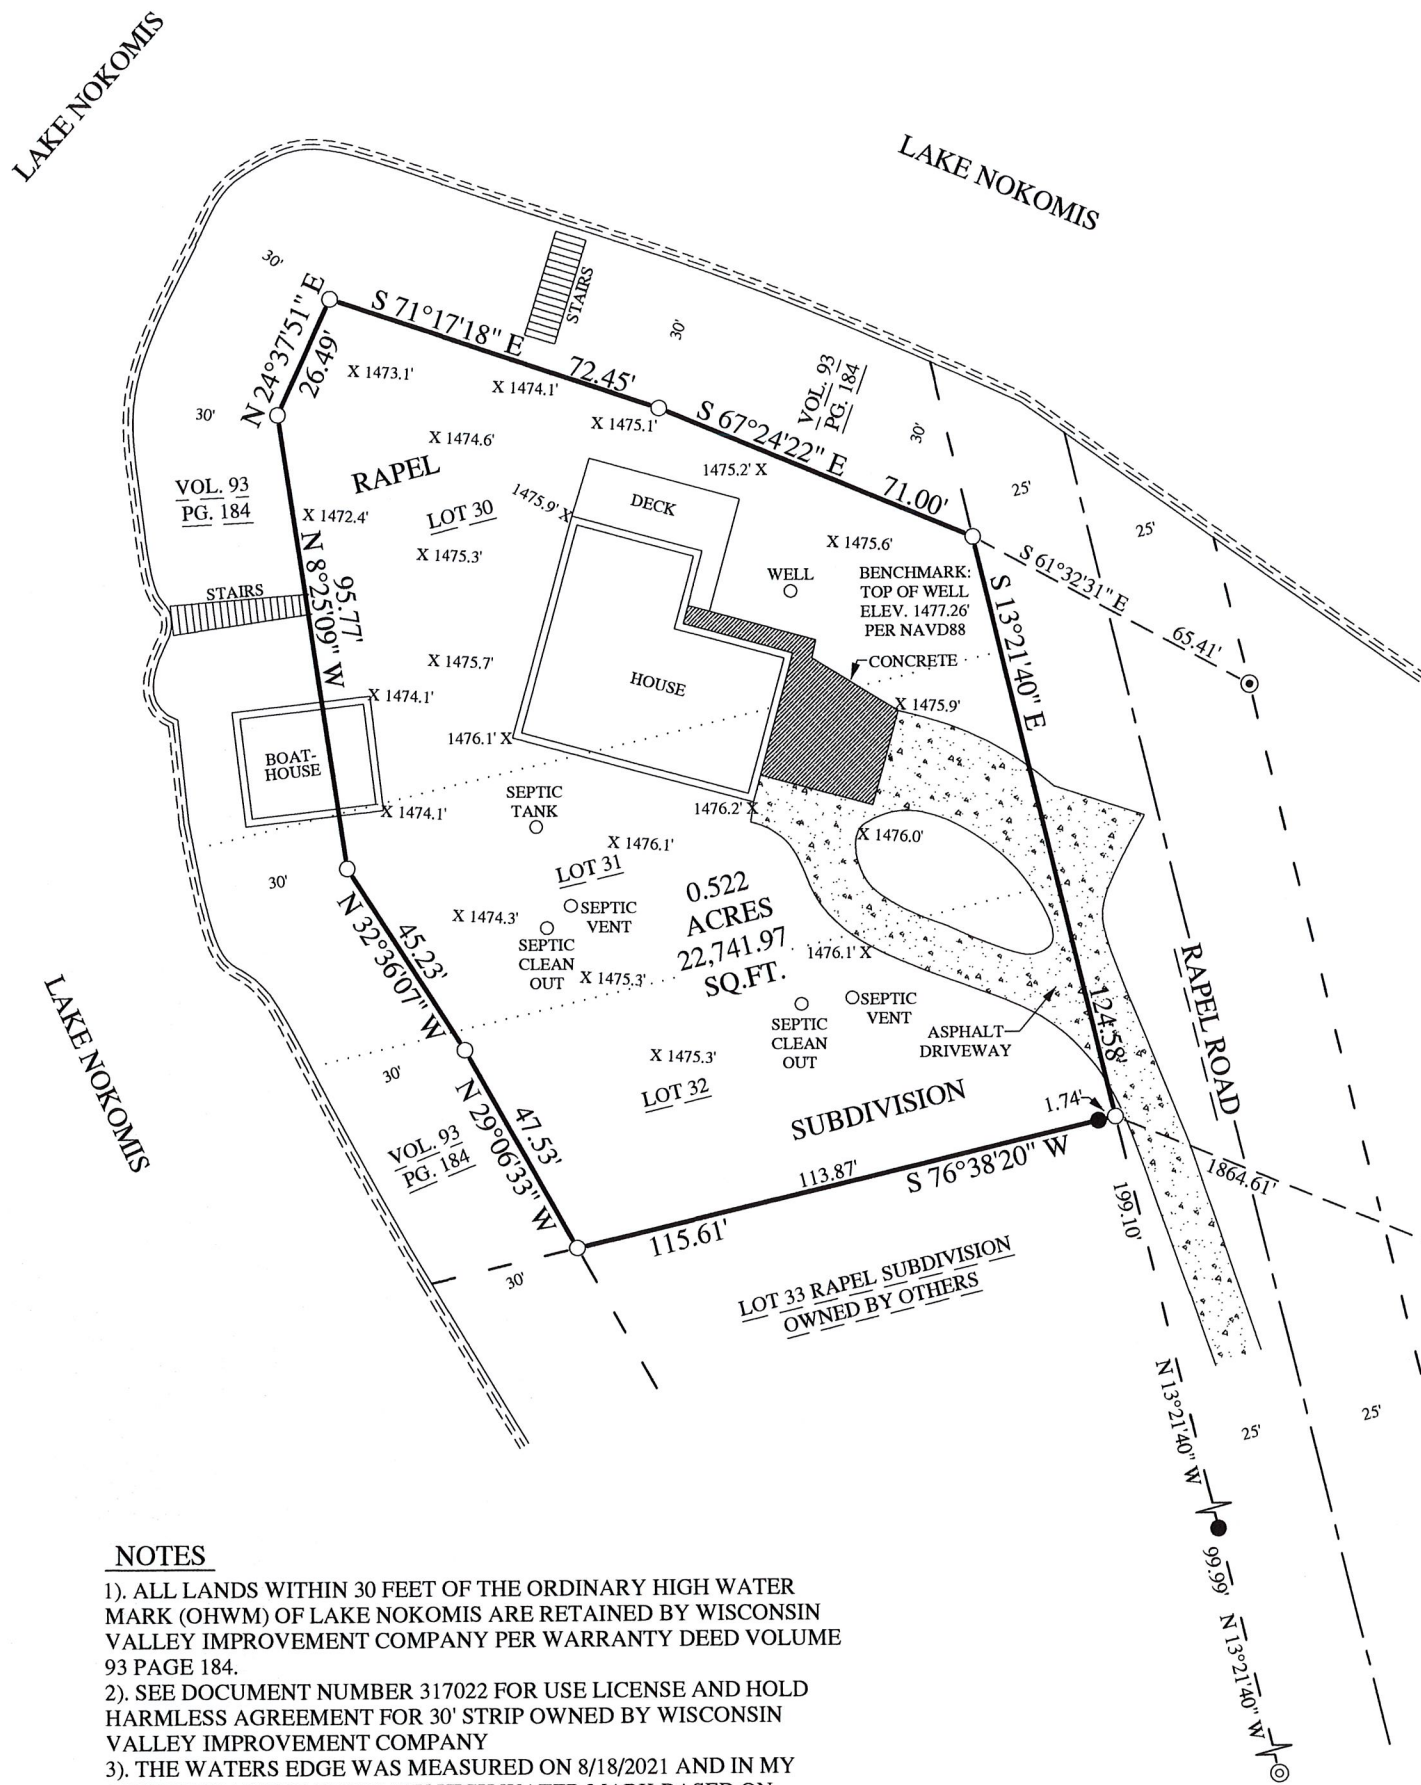 LAKE NOKOMIS
LAKE NOKOMIS
30'
N 24°37'51" E
26.49'
S 71°17'18" E
72.45'
STAIRS
30'
VOL. 93
PG. 184
30'
S 67°24'22" E
71.00'
X 1473.1'
X 1474.1'
X 1475.1'
X 1474.6'
1475.2' X
30'
25'
25'
VOL. 93
PG. 184
RAPEL
LOT 30
1475.9' X
DECK
X 1472.4'
X 1475.3'
X 1475.6'
WELL
BENCHMARK:
TOP OF WELL
ELEV. 1477.26'
PER NAVD88
S 61°32'31" E
65.41'
S 13°21'40" E
124.58'
STAIRS
95.77'
N 8°25'09" W
X 1475.7'
HOUSE
CONCRETE
X 1474.1'
X 1475.9'
1476.1' X
BOAT-
HOUSE
X 1474.1'
SEPTIC
TANK
1476.2' X
X 1476.0'
X 1476.1'
LOT 31
30'
N 32°36'07" W
45.23'
X 1474.3'
SEPTIC
VENT
SEPTIC
CLEAN
OUT
X 1475.3'
0.522
ACRES
22,741.97
SQ.FT.
1476.1' X
SEPTIC
VENT
SEPTIC
CLEAN
OUT
ASPHALT
DRIVEWAY
RAPEL ROAD
LAKE NOKOMIS
30'
X 1475.3'
LOT 32
SUBDIVISION
1.74'
VOL. 93
PG. 184
N 29°06'33" W
47.53'
113.87'
S 76°38'20" W
115.61'
1864.61'
199.10'
30'
LOT 33 RAPEL SUBDIVISION
OWNED BY OTHERS
N 13°21'40" W
25'
25'
99.99'
N 13°21'40" W
NOTES
1). ALL LANDS WITHIN 30 FEET OF THE ORDINARY HIGH WATER
MARK (OHWM) OF LAKE NOKOMIS ARE RETAINED BY WISCONSIN
VALLEY IMPROVEMENT COMPANY PER WARRANTY DEED VOLUME
93 PAGE 184.
2). SEE DOCUMENT NUMBER 317022 FOR USE LICENSE AND HOLD
HARMLESS AGREEMENT FOR 30' STRIP OWNED BY WISCONSIN
VALLEY IMPROVEMENT COMPANY
3). THE WATERS EDGE WAS MEASURED ON 8/18/2021 AND IN MY